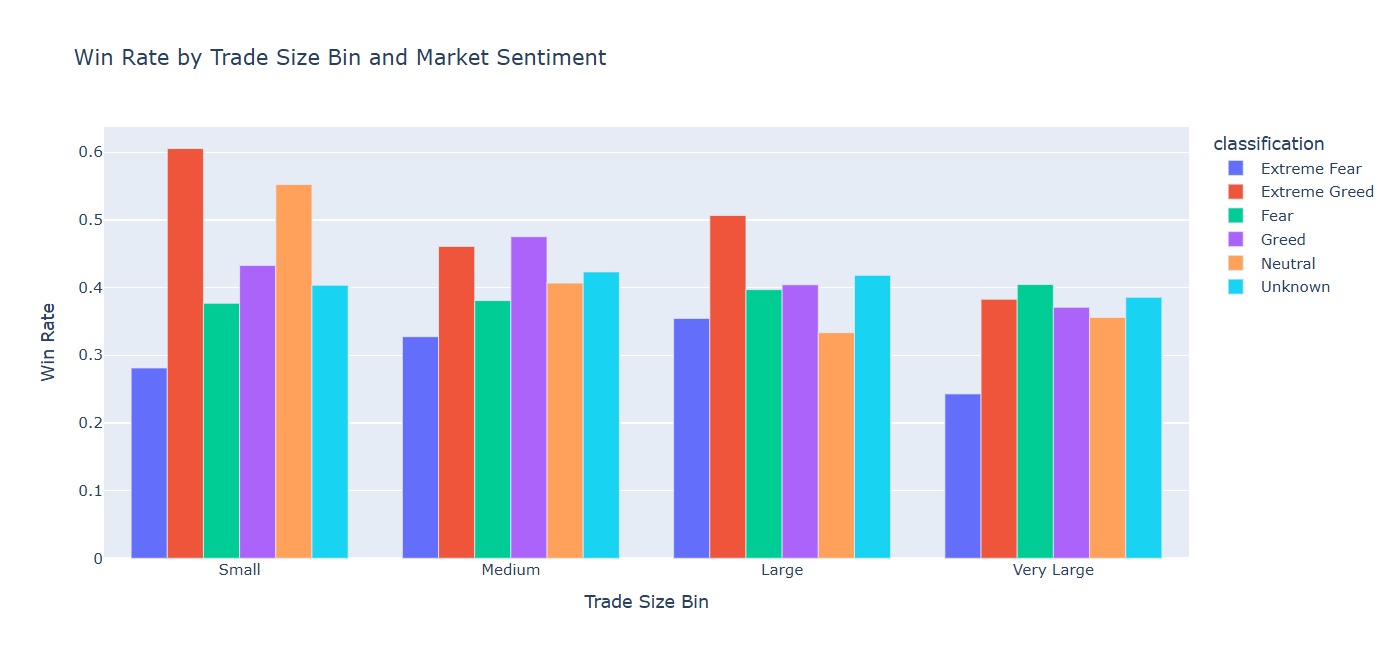 Win Rate by Trade Size Bin and Market Sentiment
classification
Extreme Fear
Extreme Greed
Fear
Greed
Neutral
Unknown
Win Rate
0.6
0.5
0.4
0.3
0.2
0.1
0
Small Medium Large Very Large
Trade Size Bin